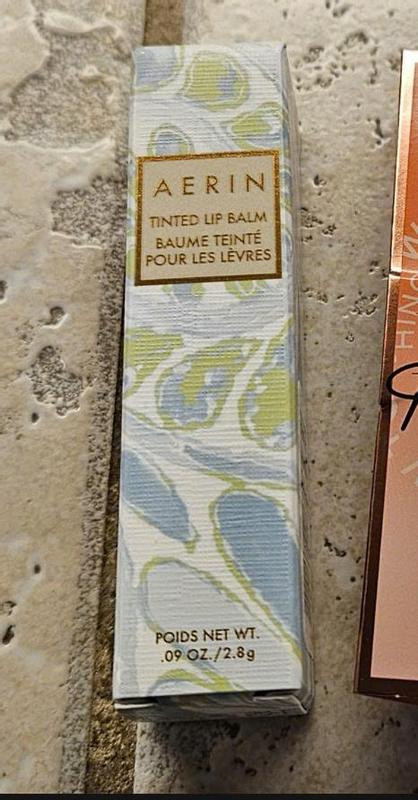 AERIN
TINTED LIP BALM
BAUME TEINTÉ
POUR LES LÈVRES
POIDS NET WT.
.09 OZ./2.8g